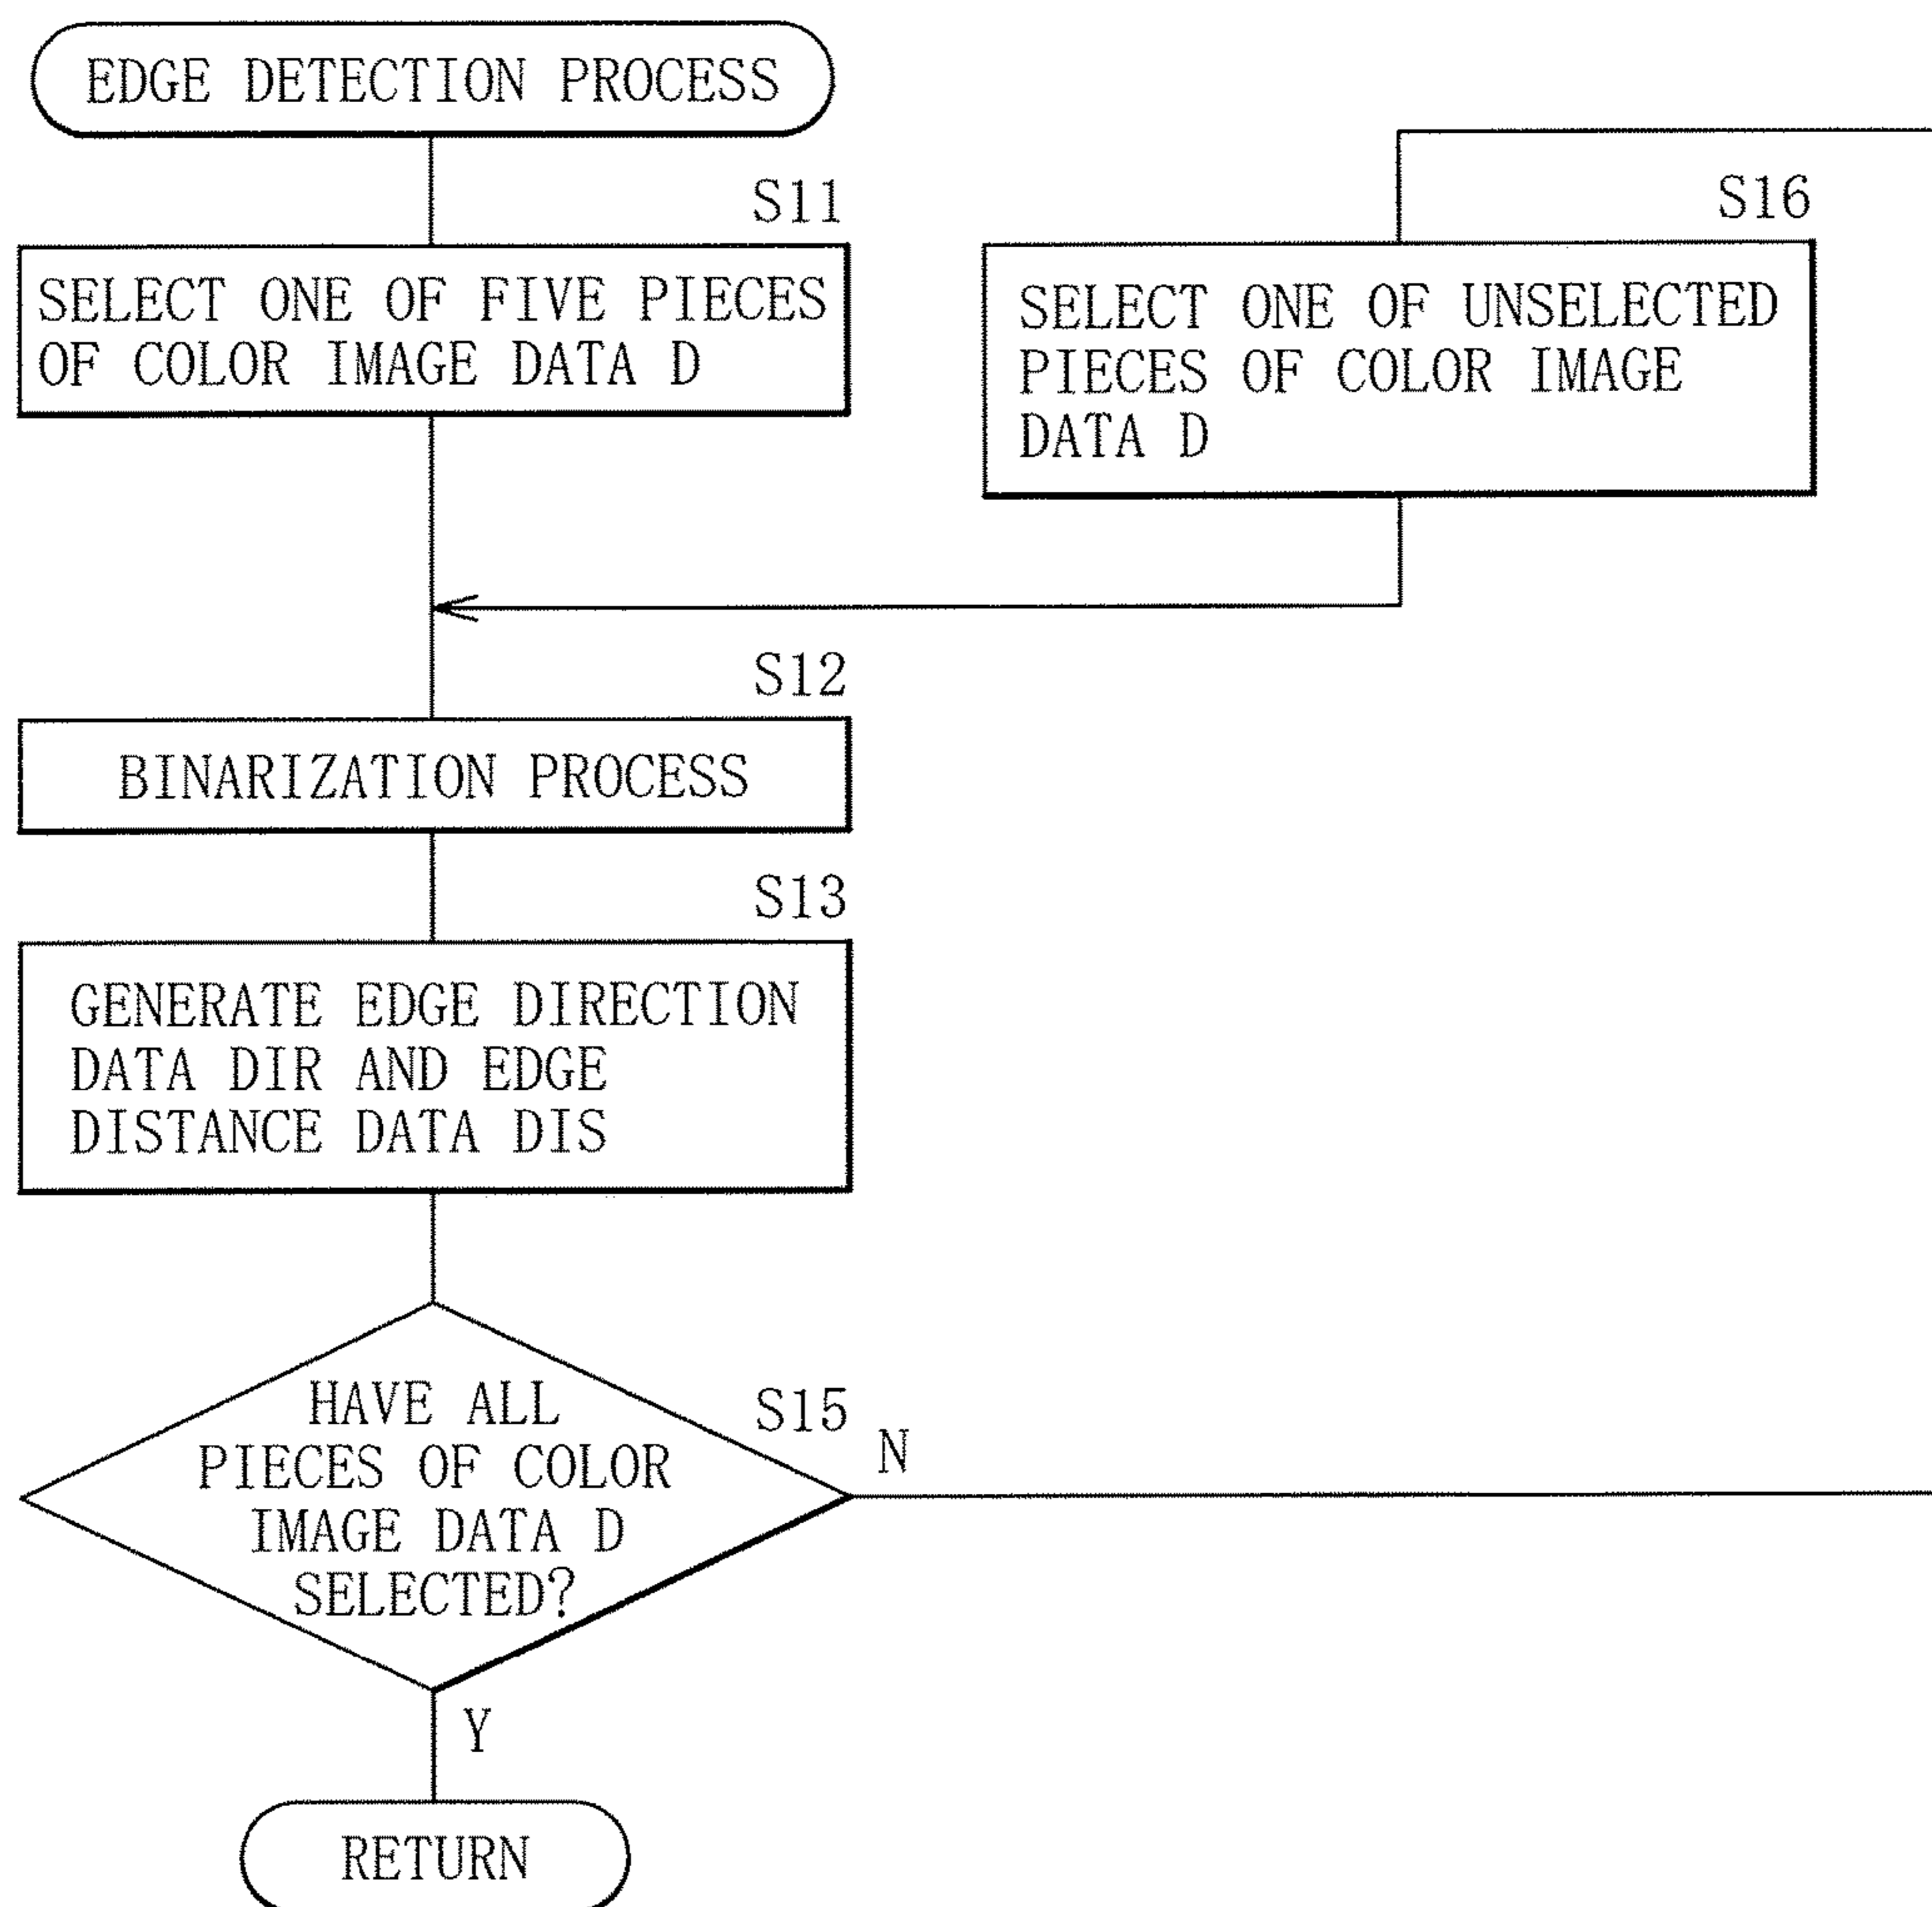 EDGE DETECTION PROCESS
S11
SELECT ONE OF FIVE PIECES
OF COLOR IMAGE DATA D
S16
SELECT ONE OF UNSELECTED
PIECES OF COLOR IMAGE
DATA D
S12
BINARIZATION PROCESS
S13
GENERATE EDGE DIRECTION
DATA DIR AND EDGE
DISTANCE DATA DIS
S15
HAVE ALL
PIECES OF COLOR
IMAGE DATA D
SELECTED?
N
Y
RETURN